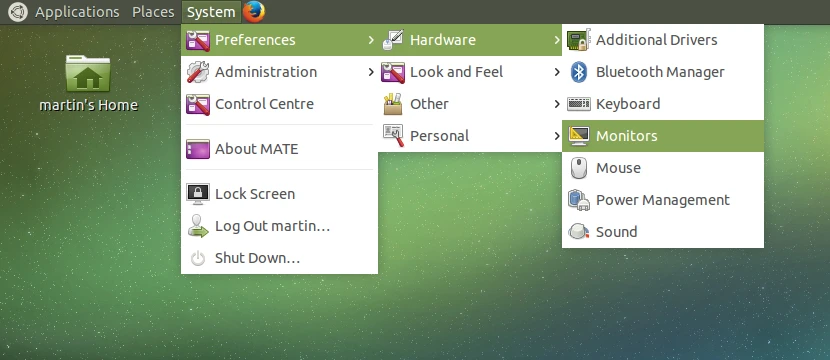 Applications Places System
Preferences
Administration
Control Centre
About MATE
Lock Screen
Log Out martin…
Shut Down…
Hardware
Look and Feel
Other
Personal
Additional Drivers
Bluetooth Manager
Keyboard
Monitors
Mouse
Power Management
Sound
martin's Home